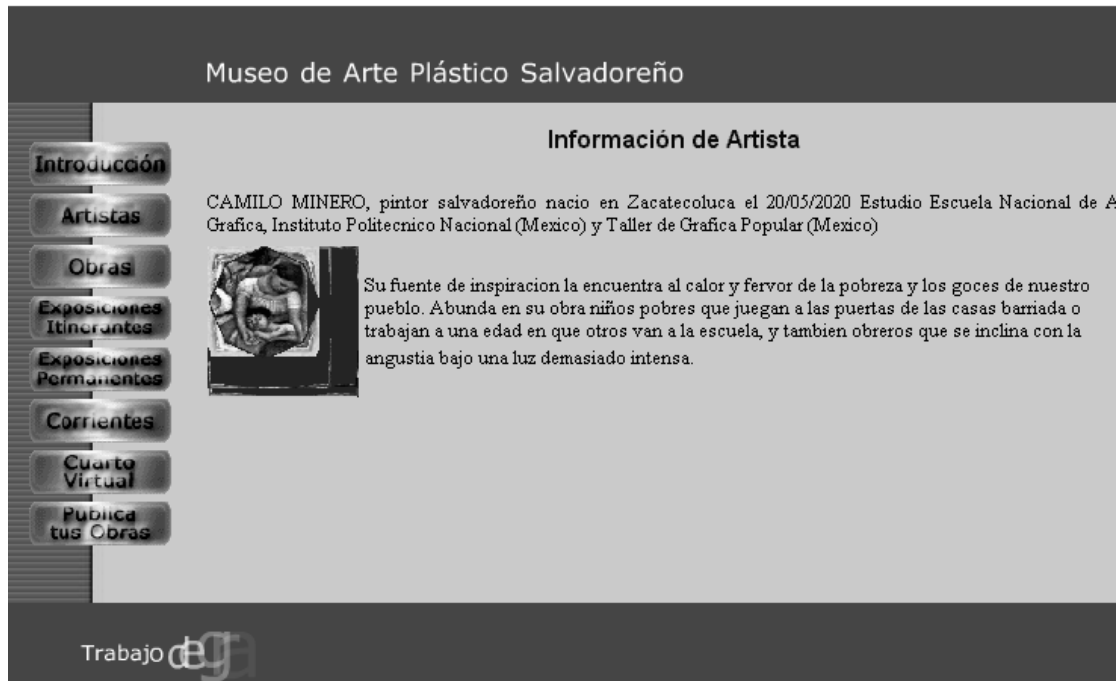 Museo de Arte Plástico Salvadoreño
Información de Artista
Introducción
Artistas
Obras
Exposiciones
Itinerantes
Exposiciones
Permanentes
Corrientes
Cuarto
Virtual
Publica
tus Obras
CAMILO MINERO, pintor salvadoreño nacio en Zacatecoluca el 20/05/2020 Estudio Escuela Nacional de A
Grafica, Instituto Politecnico Nacional (Mexico) y Taller de Grafica Popular (Mexico)
Su fuente de inspiracion la encuentra al calor y fervor de la pobreza y los goces de nuestro
pueblo. Abunda en su obra niños pobres que juegan a las puertas de las casas barriada o
trabajan a una edad en que otros van a la escuela, y tambien obreros que se inclina con la
angustia bajo una luz demasiado intensa.
Trabajo de gra